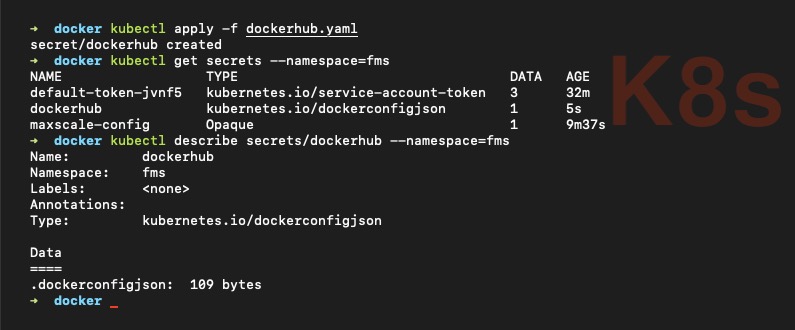 ➜  docker kubectl apply -f dockerhub.yaml
secret/dockerhub created
➜  docker kubectl get secrets --namespace=fms
NAME                  TYPE                                  DATA   AGE
default-token-jvnf5   kubernetes.io/service-account-token   3      32m
dockerhub             kubernetes.io/dockerconfigjson        1      5s
maxscale-config       Opaque                                1      9m37s
➜  docker kubectl describe secrets/dockerhub --namespace=fms
Name:         dockerhub
Namespace:    fms
Labels:       <none>
Annotations:
Type:         kubernetes.io/dockerconfigjson

Data
====
.dockerconfigjson:  109 bytes
➜  docker _
K8s